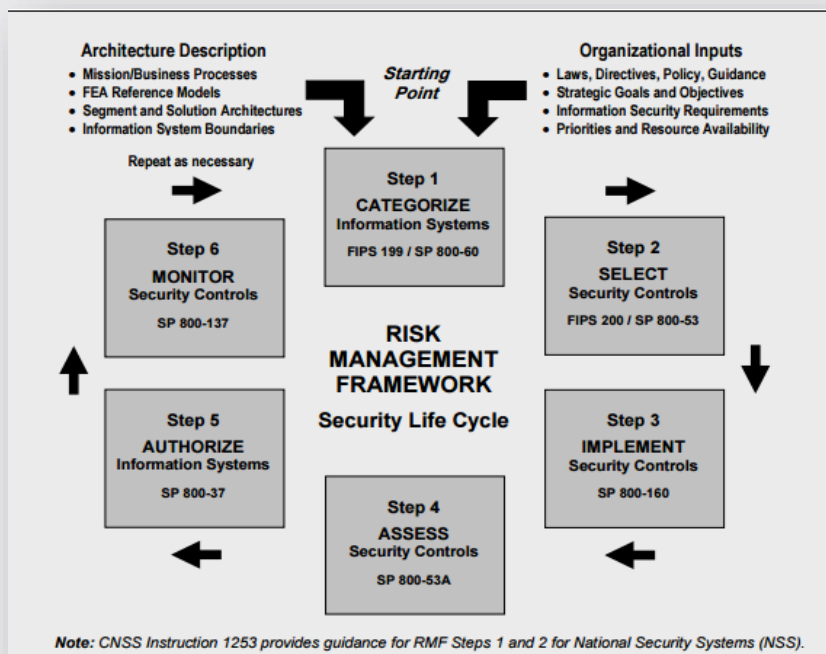 Architecture Description
• Mission/Business Processes
• FEA Reference Models
• Segment and Solution Architectures
• Information System Boundaries
Starting
Point
Organizational Inputs
• Laws, Directives, Policy, Guidance
• Strategic Goals and Objectives
• Information Security Requirements
• Priorities and Resource Availability
Repeat as necessary
Step 1
CATEGORIZE
Information Systems
FIPS 199 / SP 800-60
Step 2
SELECT
Security Controls
FIPS 200 / SP 800-53
Step 3
IMPLEMENT
Security Controls
SP 800-160
Step 4
ASSESS
Security Controls
SP 800-53A
Step 5
AUTHORIZE
Information Systems
SP 800-37
Step 6
MONITOR
Security Controls
SP 800-137
RISK
MANAGEMENT
FRAMEWORK
Security Life Cycle
Note: CNSS Instruction 1253 provides guidance for RMF Steps 1 and 2 for National Security Systems (NSS).